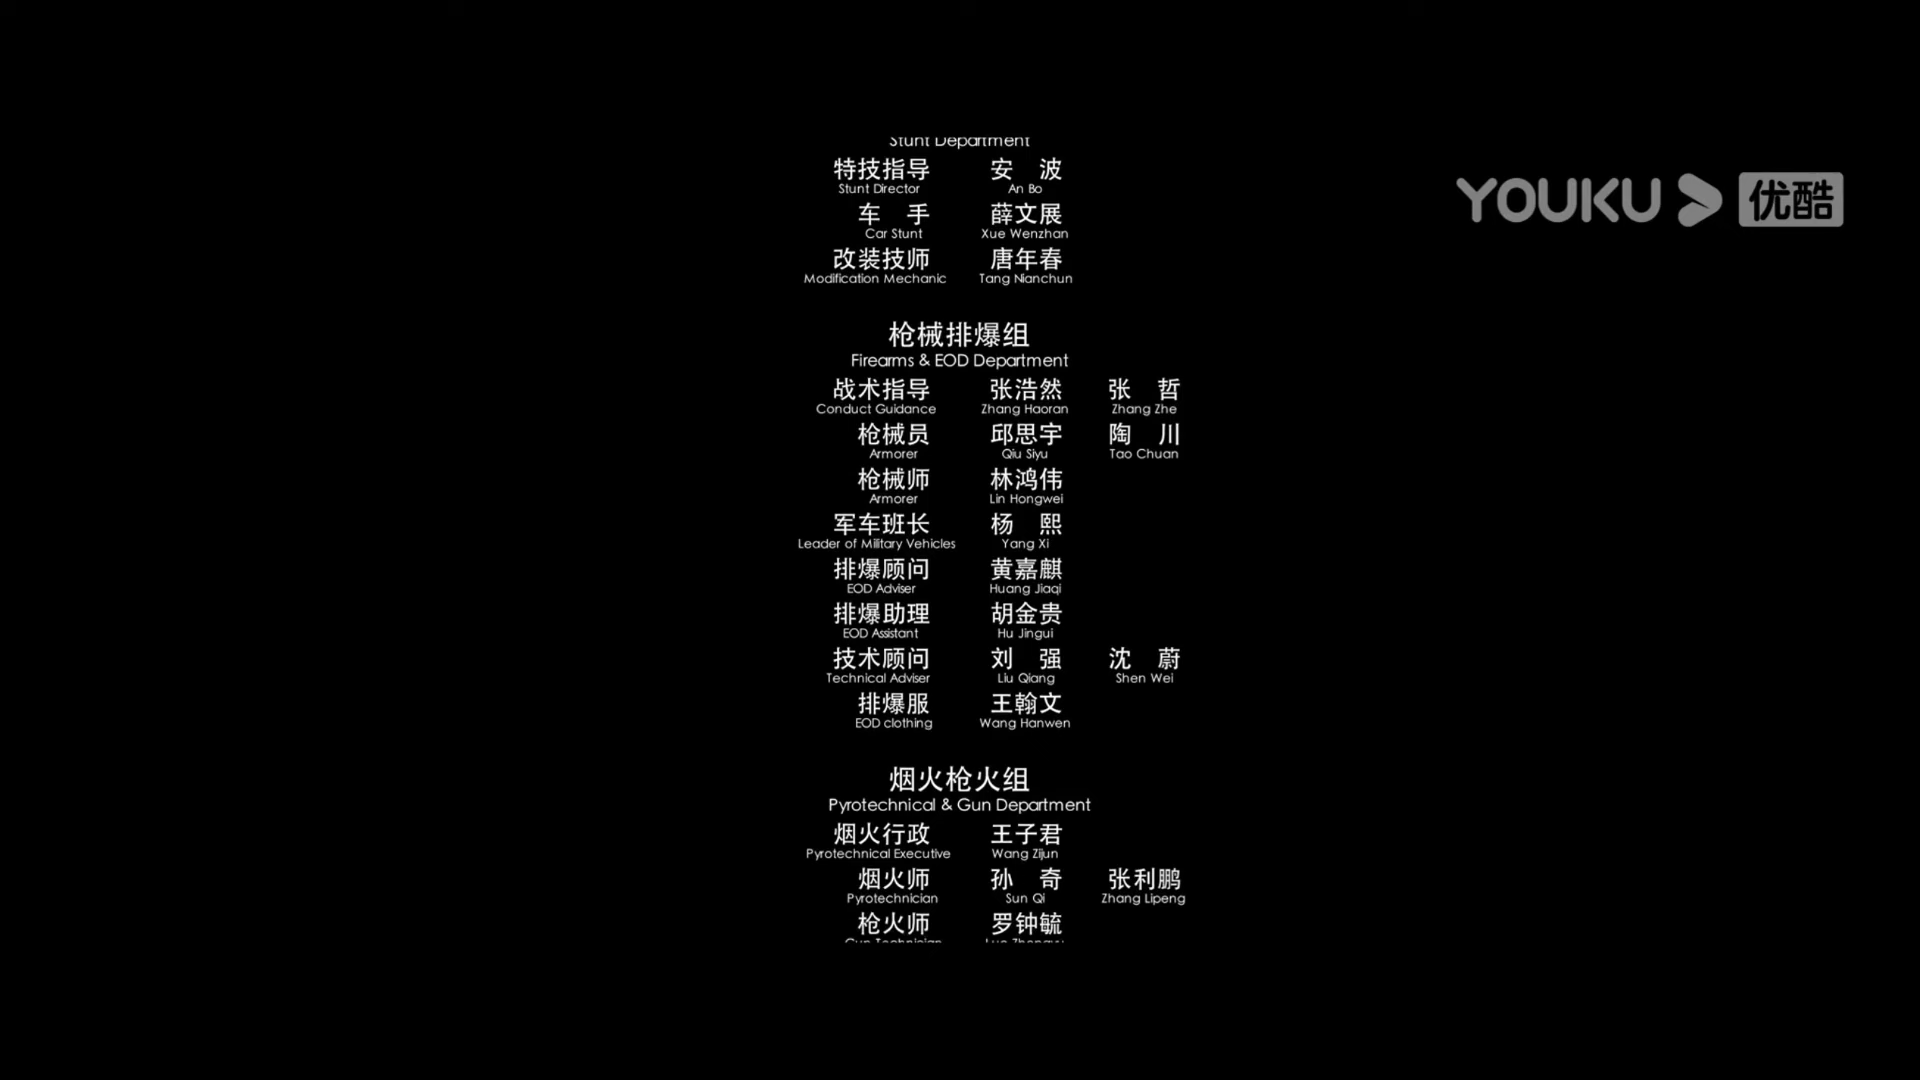 Stunt Department
特技指导 安 波
Stunt Director An Bo
车 手 薛文展
Car Stunt Xue Wenzhan
改装技师 唐年春
Modification Mechanic Tang Nianchun
YOUKU 优酷
枪械排爆组
Firearms & EOD Department
战术指导 张浩然 张 哲
Conduct Guidance Zhang Haoran Zhang Zhe
枪械员 邱思宇 陶 川
Armorer Qiu Siyu Tao Chuan
枪械师 林鸿伟
Armorer Lin Hongwei
军车班长 杨 熙
Leader of Military Vehicles Yang Xi
排爆顾问 黄嘉麒
EOD Adviser Huang Jiaqi
排爆助理 胡金贵
EOD Assistant Hu Jingui
技术顾问 刘 强 沈 蔚
Technical Adviser Liu Qiang Shen Wei
排爆服 王翰文
EOD clothing Wang Hanwen
烟火枪火组
Pyrotechnical & Gun Department
烟火行政 王子君
Pyrotechnical Executive Wang Zijun
烟火师 孙 奇 张利鹏
Pyrotechnician Sun Qi Zhang Lipeng
枪火师 罗钟毓
Gun Technician Luo Zhongyu